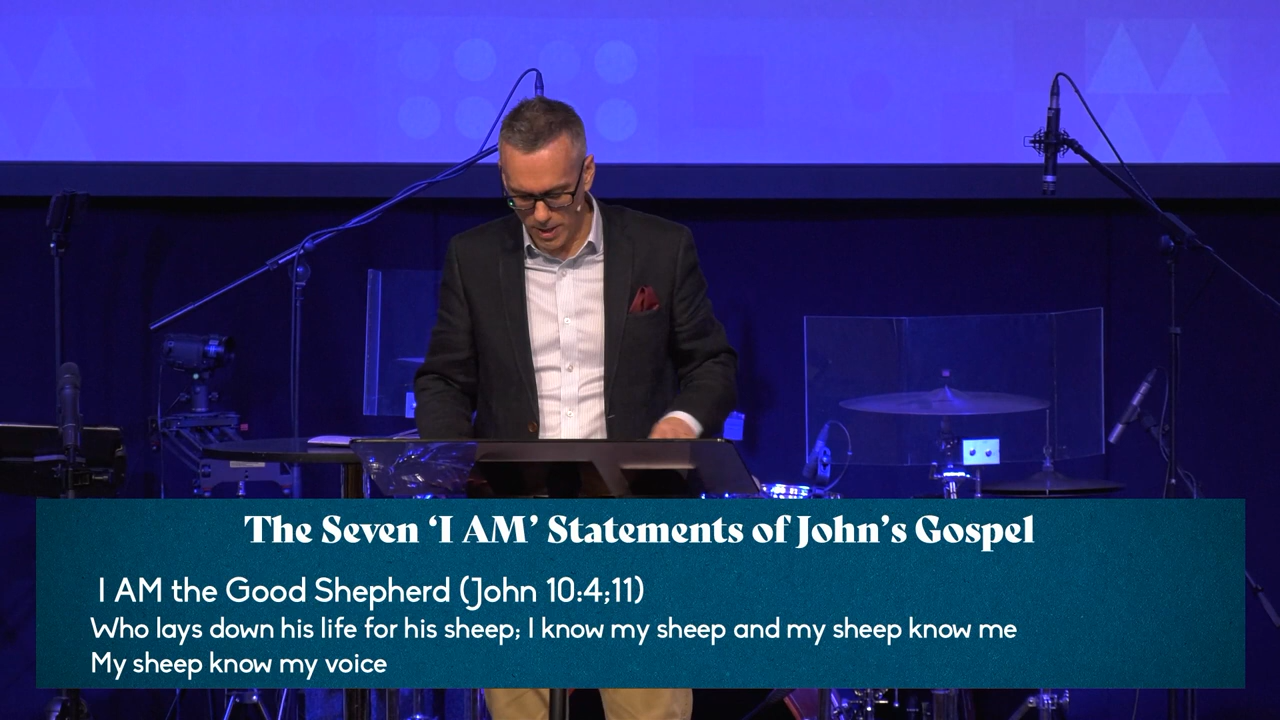 The Seven ‘I AM’ Statements of John’s Gospel
I AM the Good Shepherd (John 10:4;11)
Who lays down his life for his sheep; I know my sheep and my sheep know me
My sheep know my voice